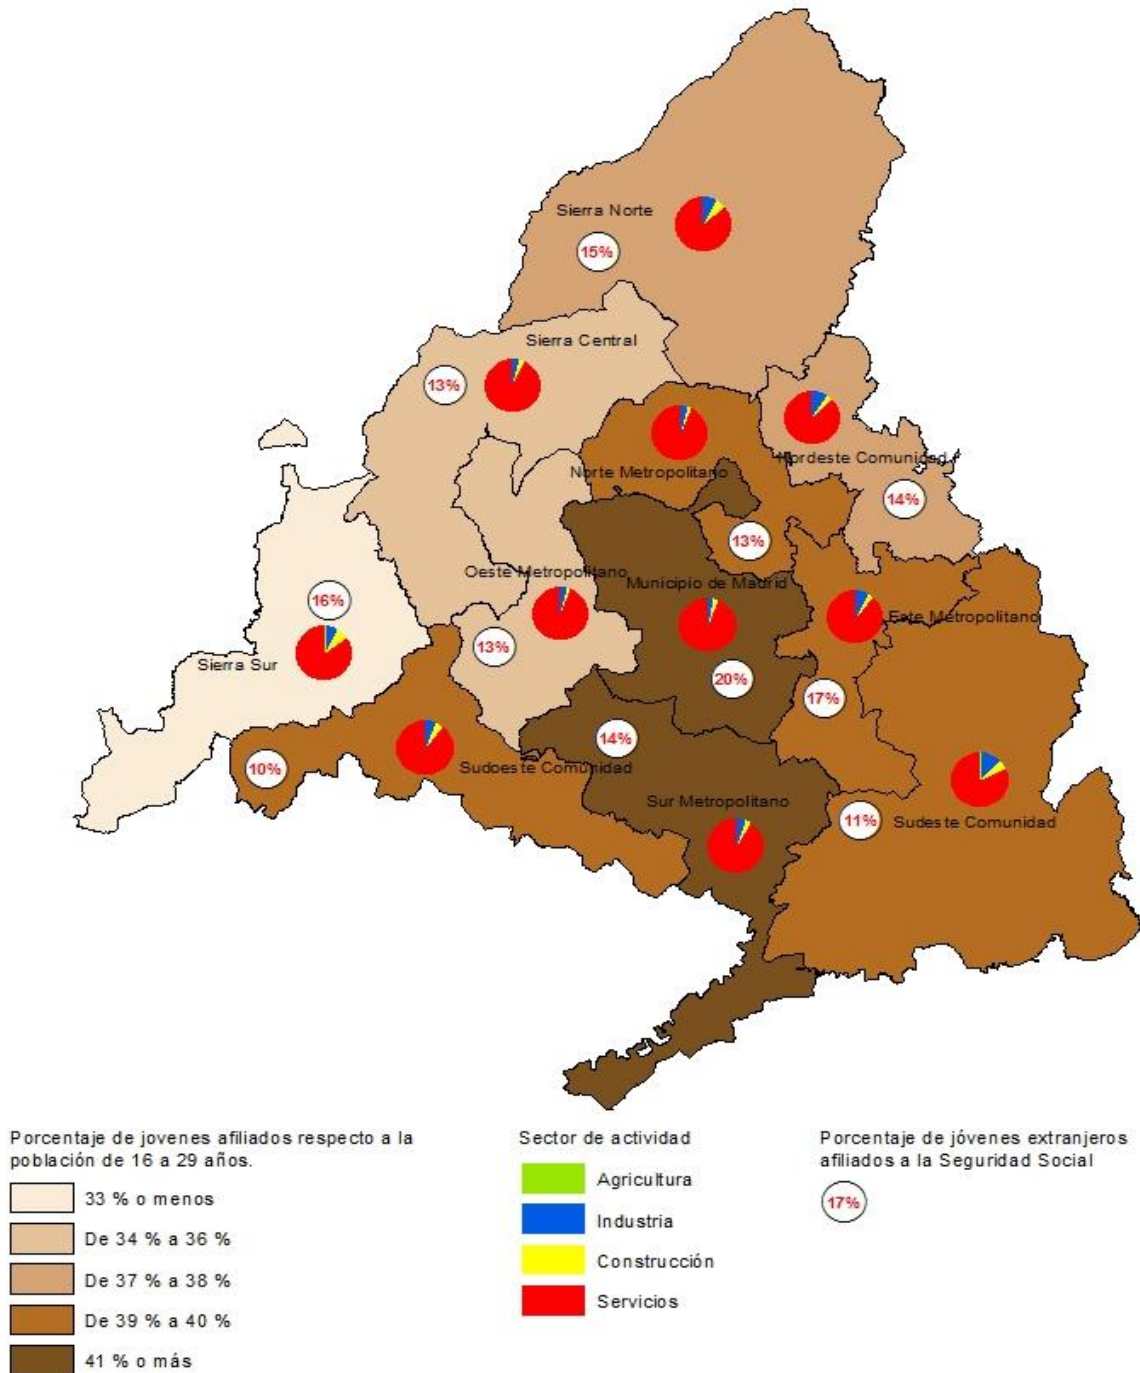 Sierra Norte
15%
Sierra Central
13%
Nordeste Comunidad
Norte Metropolitano
14%
13%
Oeste Metropolitano
Municipio de Madrid
16%
Este Metropolitano
13%
Sierra Sur
20%
17%
14%
10%
Sudoeste Comunidad
Sur Metropolitano
11%
Sudeste Comunidad
Porcentaje de jovenes afiliados respecto a la
población de 16 a 29 años.
33 % o menos
De 34 % a 36 %
De 37 % a 38 %
De 39 % a 40 %
41 % o más
Sector de actividad
Agricultura
Industria
Construcción
Servicios
Porcentaje de jóvenes extranjeros
afiliados a la Seguridad Social
17%